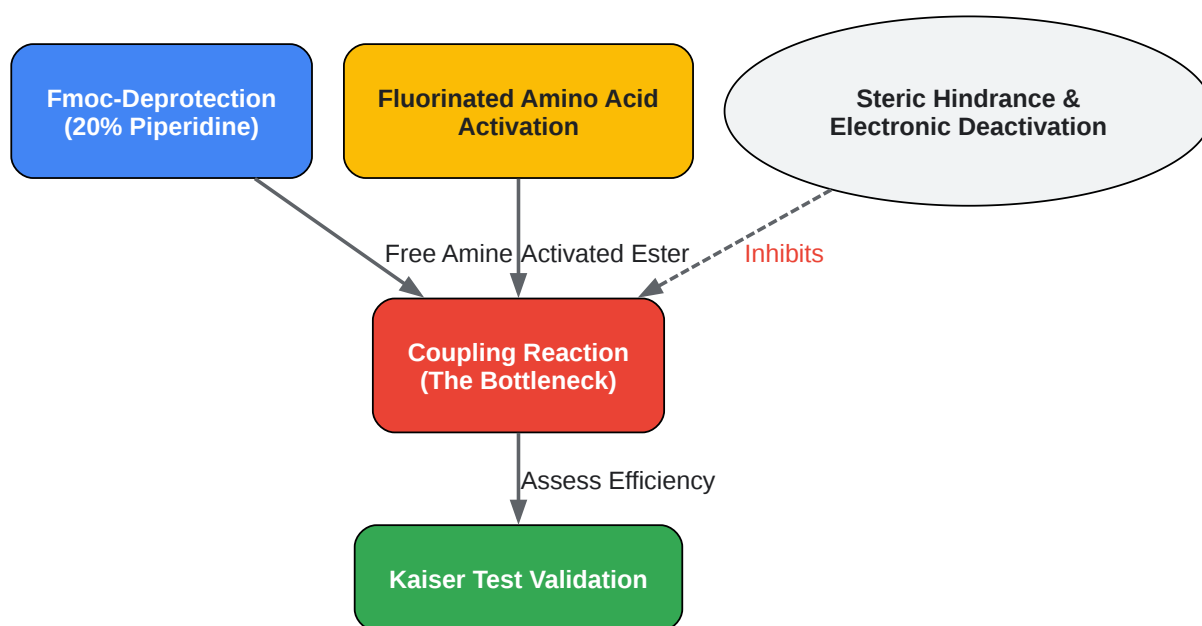 Fmoc-Deprotection
(20% Piperidine)
Fluorinated Amino Acid
Activation
Steric Hindrance &
Electronic Deactivation
Free Amine
Activated Ester
Inhibits
Coupling Reaction
(The Bottleneck)
Assess Efficiency
Kaiser Test Validation